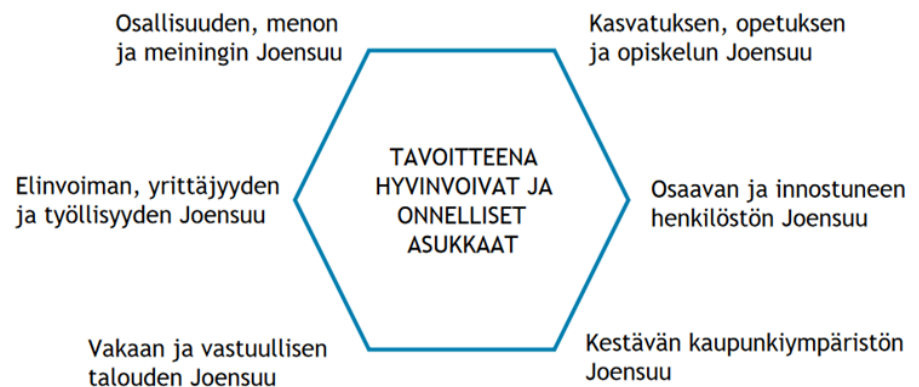 Osallisuuden, menon
ja meiningin Joensuu
Kasvatuksen, opetuksen
ja opiskelun Joensuu
TAVOITTEENA
HYVINVOIVAT JA
ONNELLISET
ASUKKAAT
Elinvoiman, yrittäjyyden
ja työllisyyden Joensuu
Osaavan ja innostuneen
henkilöstön Joensuu
Vakaan ja vastuullisen
talouden Joensuu
Kestävän kaupunkiympäristön
Joensuu